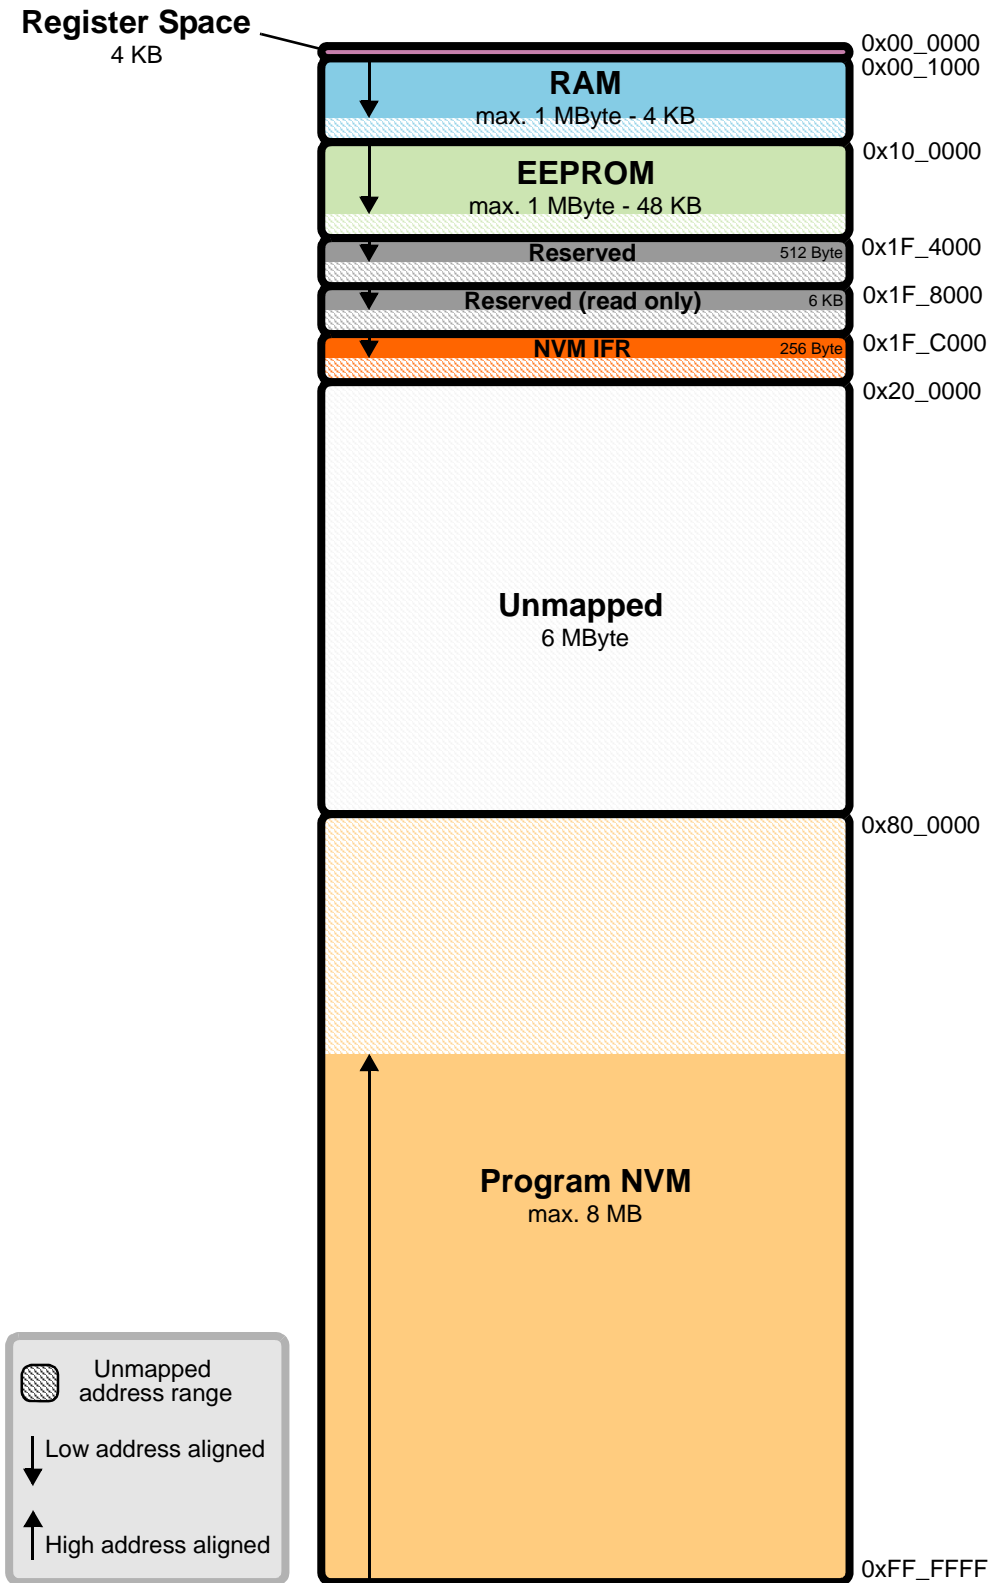 Register Space
4 KB
0x00_0000
0x00_1000
RAM
max. 1 MByte - 4 KB
0x10_0000
EEPROM
max. 1 MByte - 48 KB
0x1F_4000
Reserved
512 Byte
0x1F_8000
Reserved (read only)
6 KB
0x1F_C000
NVM IFR
256 Byte
0x20_0000
Unmapped
6 MByte
0x80_0000
Program NVM
max. 8 MB
Unmapped
address range
Low address aligned
High address aligned
0xFF_FFFF